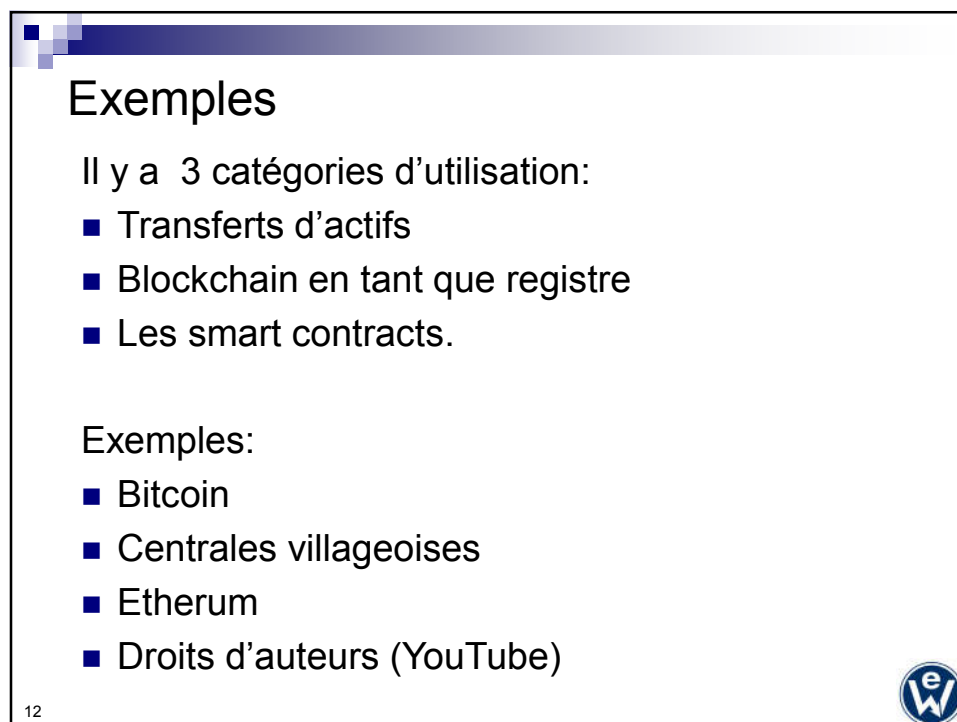 Exemples
Il y a  3 catégories d’utilisation:
Transferts d’actifs
Blockchain en tant que registre
Les smart contracts.
Exemples:
Bitcoin
Centrales villageoises
Etherum
Droits d’auteurs (YouTube)
12
eW